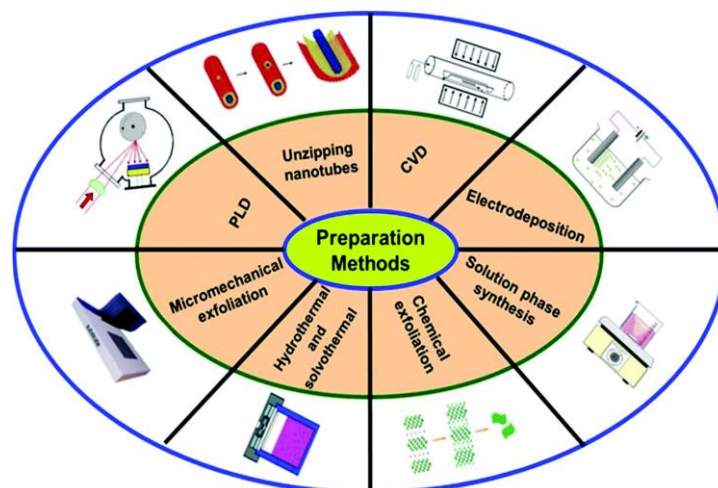 Unzipping
nanotubes
CVD
PLD
Electrodeposition
Preparation
Methods
Micromechanical
exfoliation
Hydrothermal
and
solvothermal
Chemical
exfoliation
Solution phase
synthesis